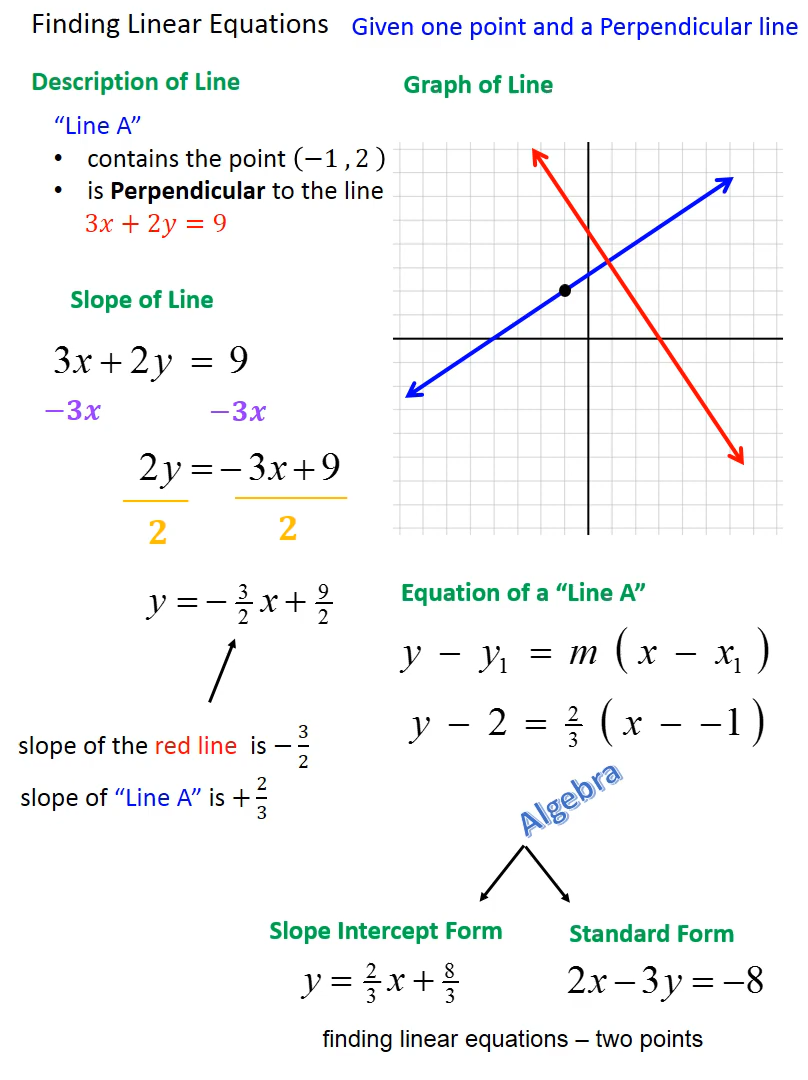 Finding Linear Equations Given one point and a Perpendicular line
Description of Line
“Line A”
• contains the point (−1 , 2 )
• is Perpendicular to the line
3x + 2y = 9
Graph of Line
Slope of Line
3x + 2y = 9
−3x −3x
2y = − 3x + 9
2 2
y = − 3/2 x + 9/2
slope of the red line is − 3/2
slope of “Line A” is + 2/3
Equation of a “Line A”
y − y₁ = m ( x − x₁ )
y − 2 = 2/3 ( x − −1 )
Algebra
Slope Intercept Form
y = 2/3 x + 8/3
Standard Form
2x − 3y = −8
finding linear equations – two points